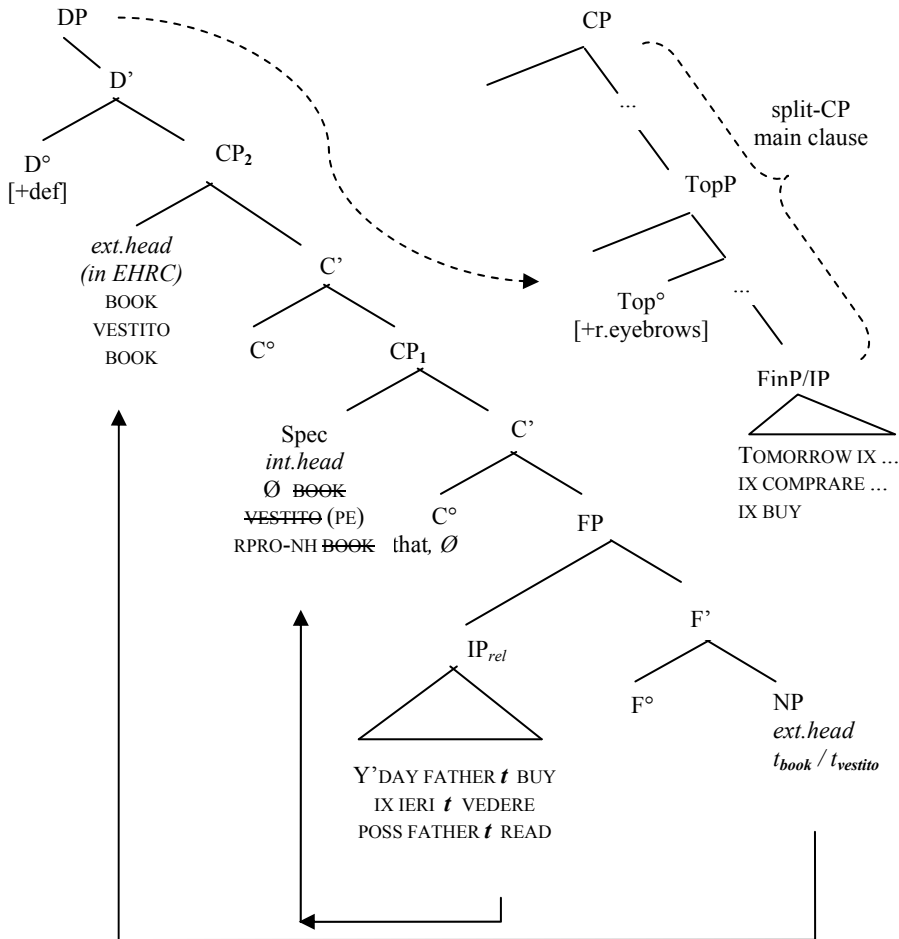 DP
CP
D’
...
split-CP
main clause
D°
[+def]
CP2
TopP
ext.head
(in EHRC)
BOOK
VESTITO
BOOK
C’
Top°
[+r.eyebrows]
...
C°
CP1
FinP/IP
Spec
int.head
Ø BOOK
VESTITO (PE)
RPRO-NH BOOK
C’
TOMORROW IX ...
IX COMPRARE ...
IX BUY
C°
that, Ø
FP
IPrel
F’
F°
NP
ext.head
tbook / tvestito
Y’DAY FATHER t BUY
IX IERI t VEDERE
POSS FATHER t READ